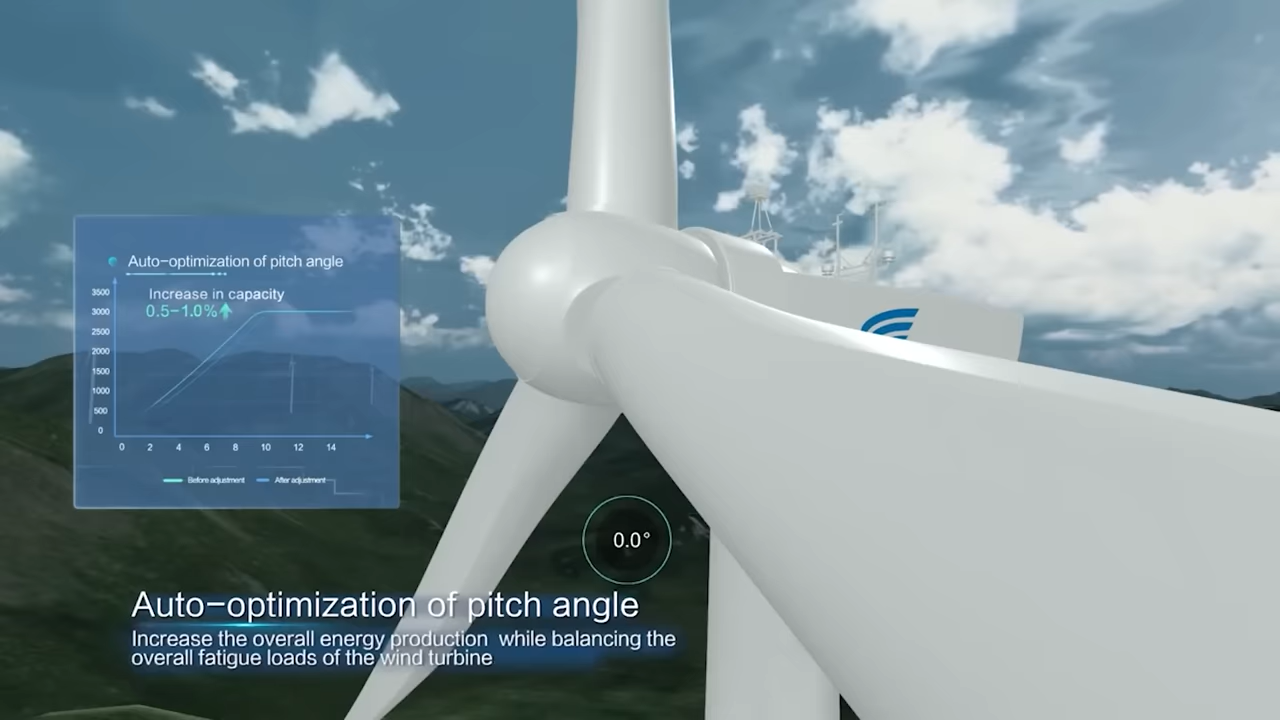 Auto-optimization of pitch angle
Increase in capacity
0.5-1.0%
3500
3000
2500
2000
1500
1000
500
0
0 2 4 6 8 10 12 14
Before adjustment After adjustment
0.0°
Auto-optimization of pitch angle
Increase the overall energy production while balancing the
overall fatigue loads of the wind turbine